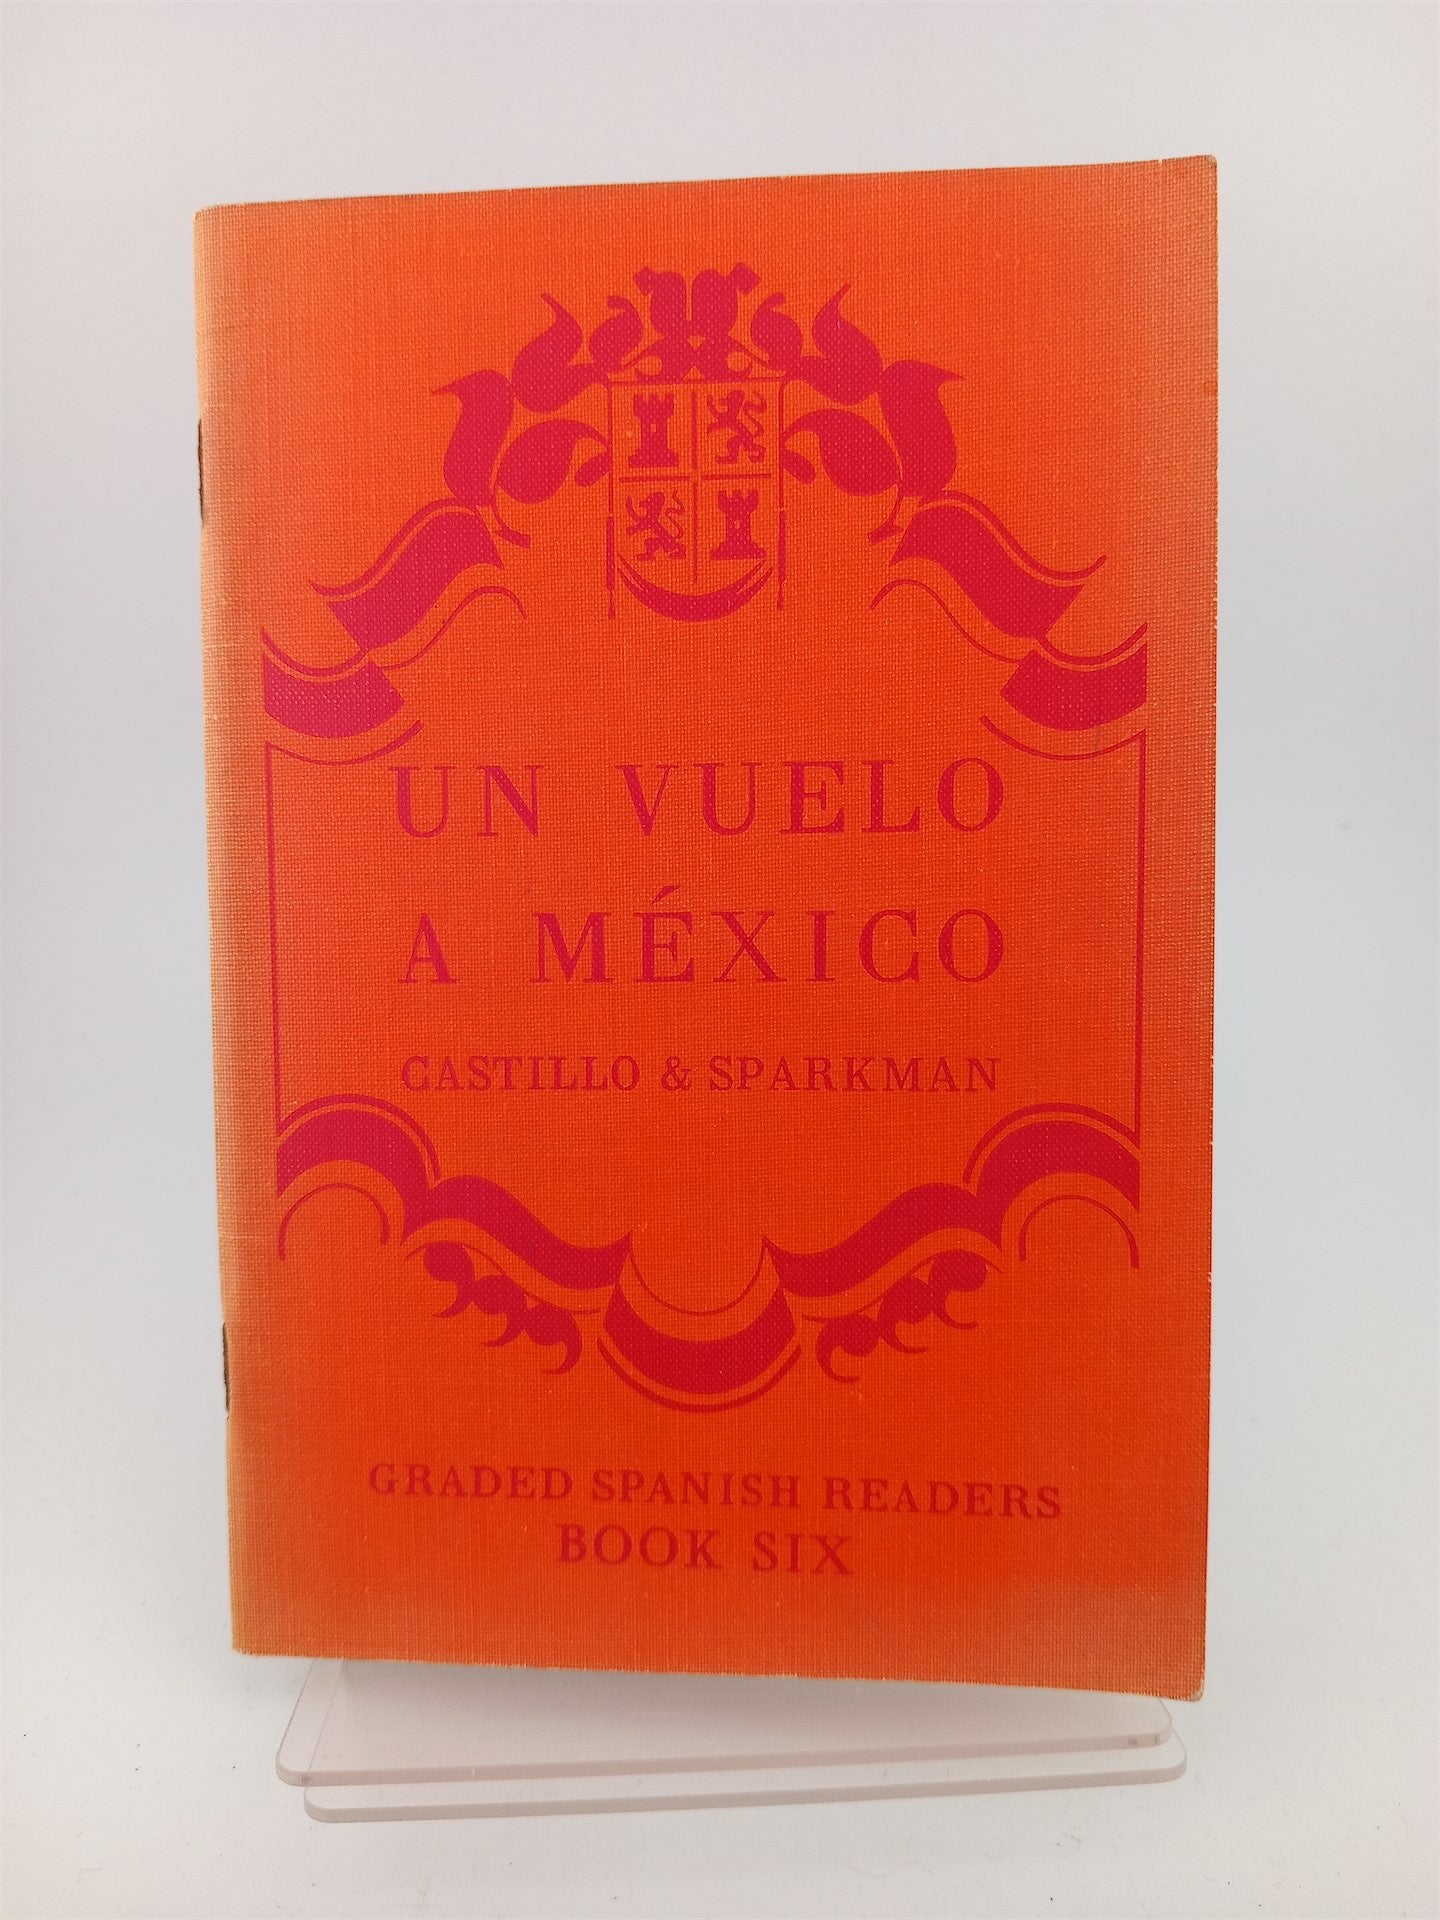 UN VUELO
A MÉXICO
CASTILLO & SPARKMAN
GRADED SPANISH READERS
BOOK SIX